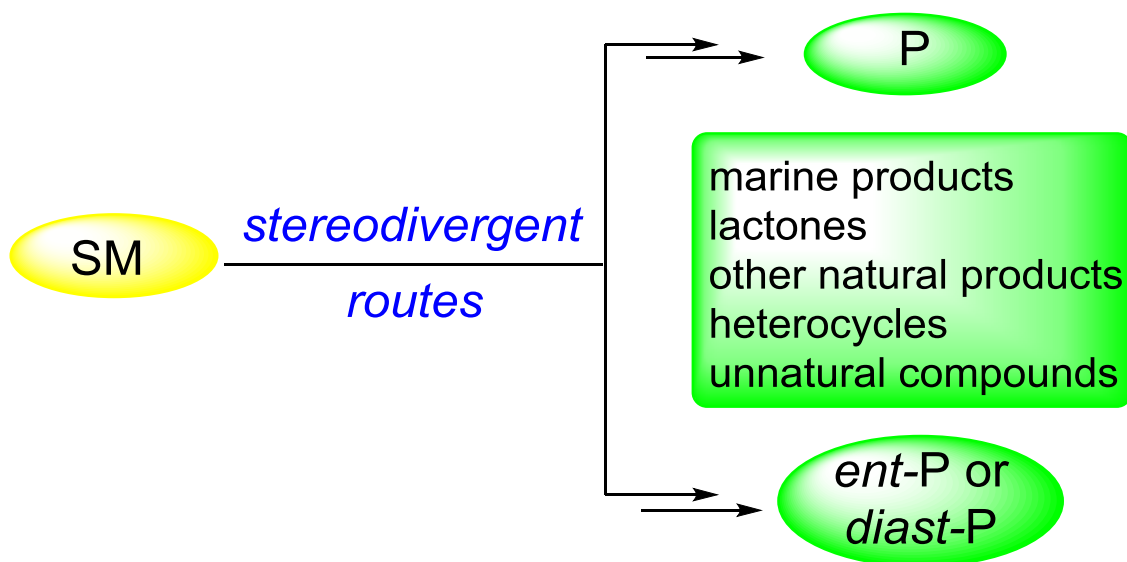 P
marine products
lactones
other natural products
heterocycles
unnatural compounds
SM
stereodivergent
routes
ent-P or
diast-P